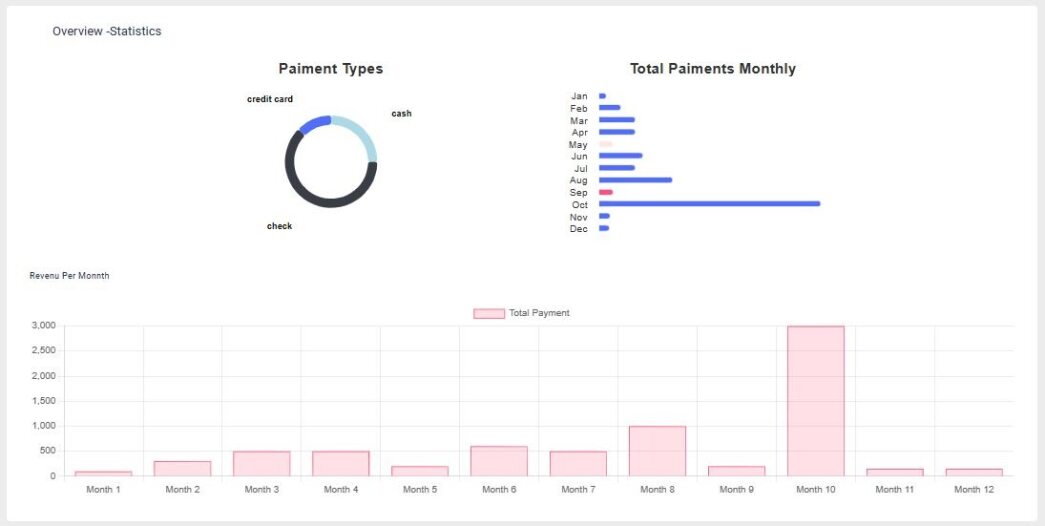 Overview -Statistics
Paiment Types
credit card
cash
check
Total Paiments Monthly
Jan
Feb
Mar
Apr
May
Jun
Jul
Aug
Sep
Oct
Nov
Dec
Revenu Per Monnth
Total Payment
3,000
2,500
2,000
1,500
1,000
500
0
Month 1 Month 2 Month 3 Month 4 Month 5 Month 6 Month 7 Month 8 Month 9 Month 10 Month 11 Month 12